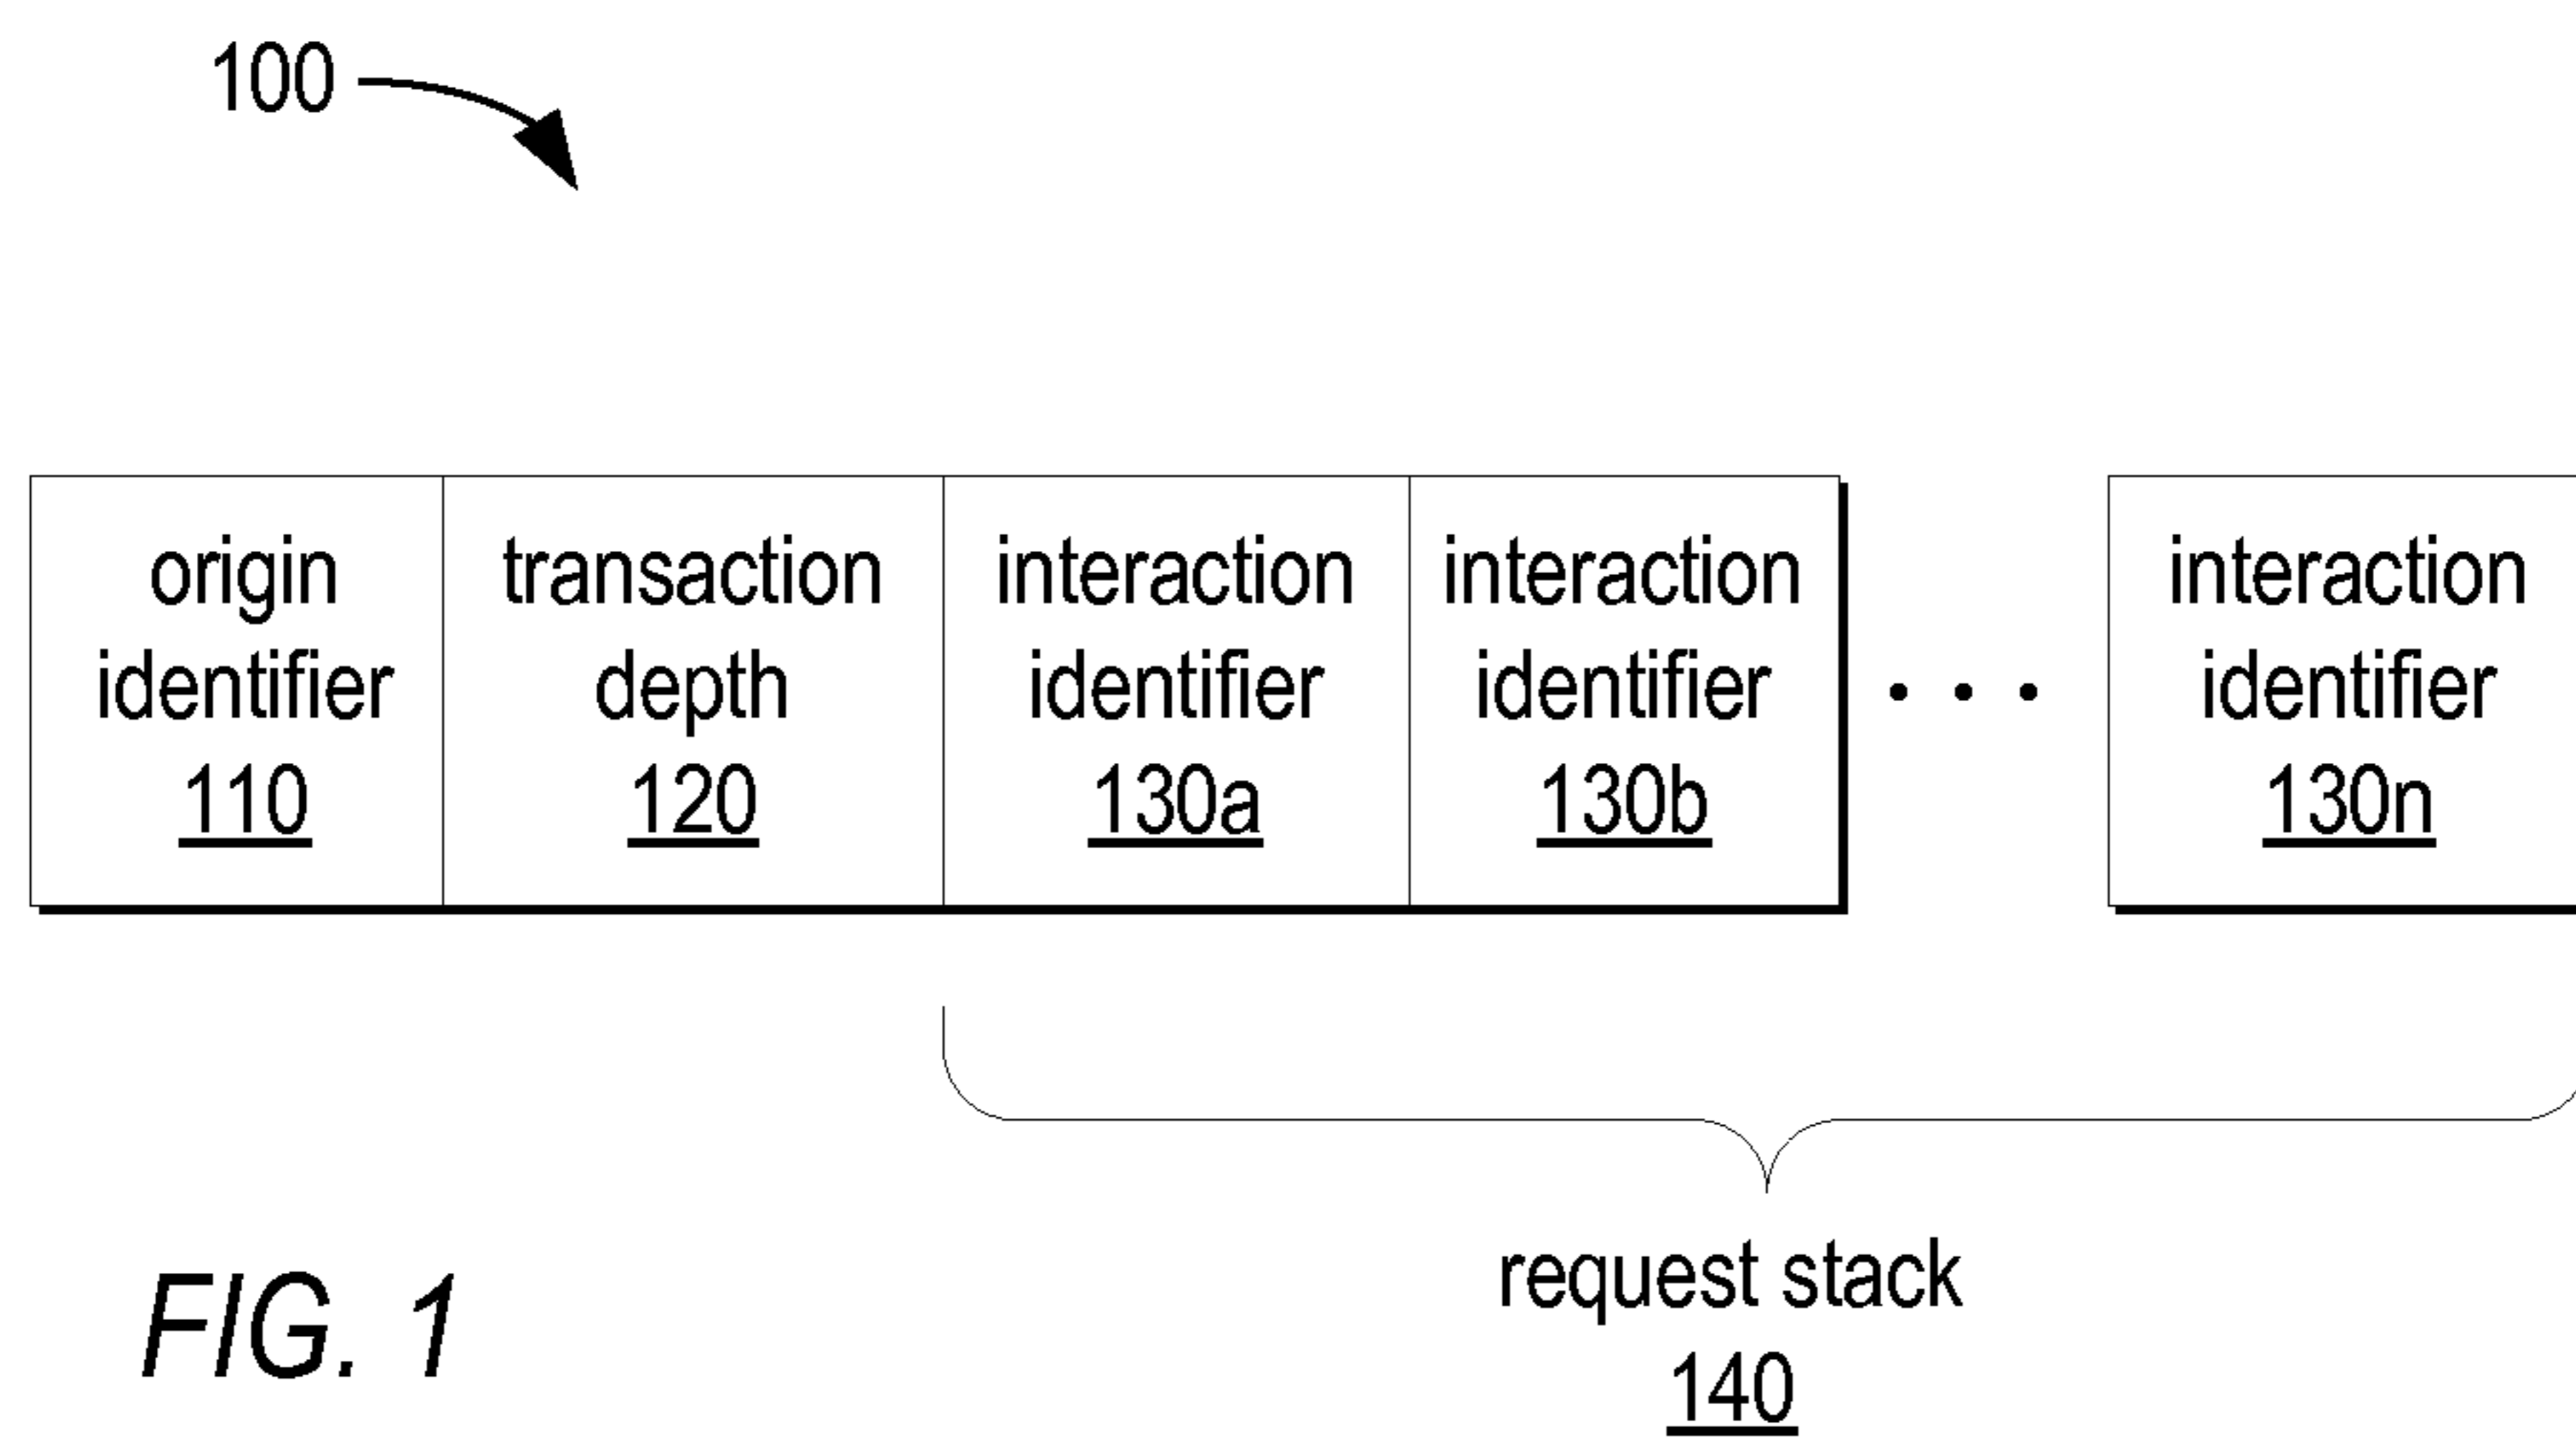 100
origin
identifier
110
transaction
depth
120
interaction
identifier
130a
interaction
identifier
130b
• • •
interaction
identifier
130n
request stack
140
FIG. 1